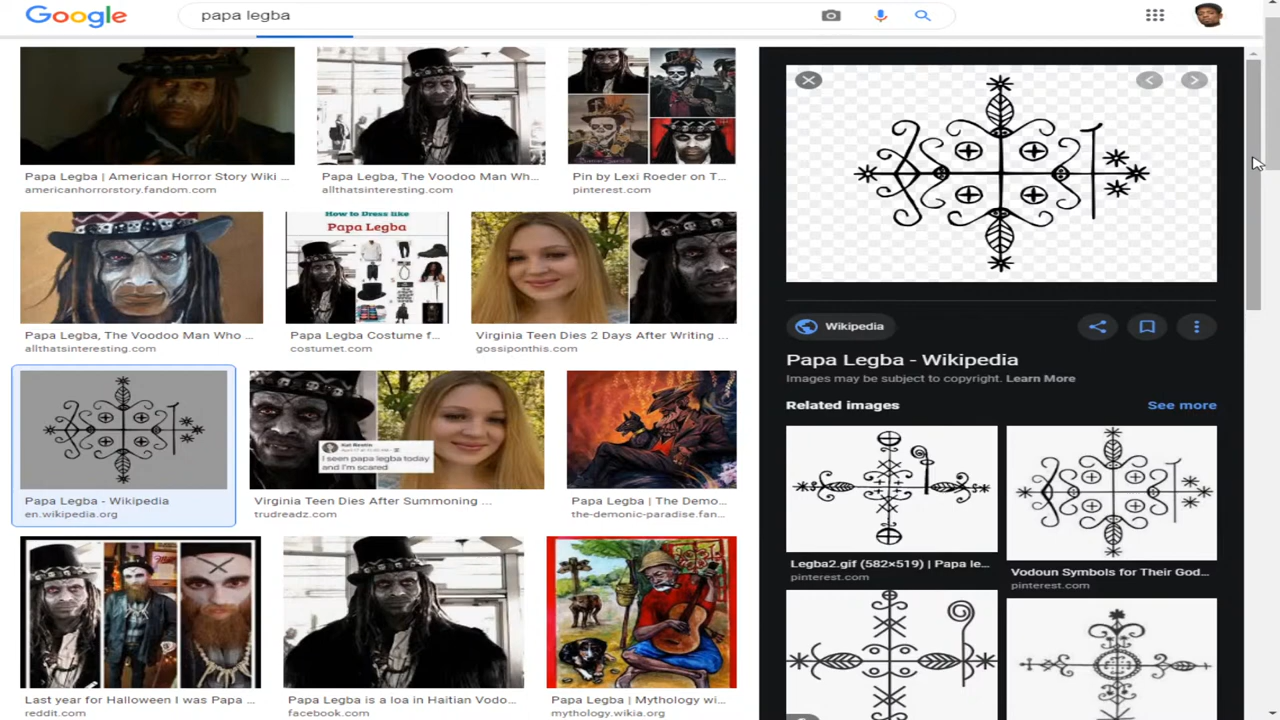 Google
papa legba
Papa Legba | American Horror Story Wiki ...
americanhorrorstory.fandom.com
Papa Legba, The Voodoo Man Wh...
allthatsinteresting.com
Pin by Lexi Roeder on T...
pinterest.com
How to Dress like
Papa Legba
Papa Legba, The Voodoo Man Who ...
allthatsinteresting.com
Papa Legba Costume f...
costumet.com
Virginia Teen Dies 2 Days After Writing ...
gossiponthis.com
I seen papa legba today
and I'm scared
Papa Legba - Wikipedia
en.wikipedia.org
Virginia Teen Dies After Summoning ...
trudreadz.com
Papa Legba | The Demo...
the-demonic-paradise.fan...
Last year for Halloween I was Papa ...
reddit.com
Papa Legba is a loa in Haitian Vodo...
facebook.com
Papa Legba | Mythology wi...
mythology.wikia.org
Wikipedia
Papa Legba - Wikipedia
Images may be subject to copyright. Learn More
Related images
See more
Legba2.gif (582×519) | Papa le...
pinterest.com
Vodoun Symbols for Their God...
pinterest.com